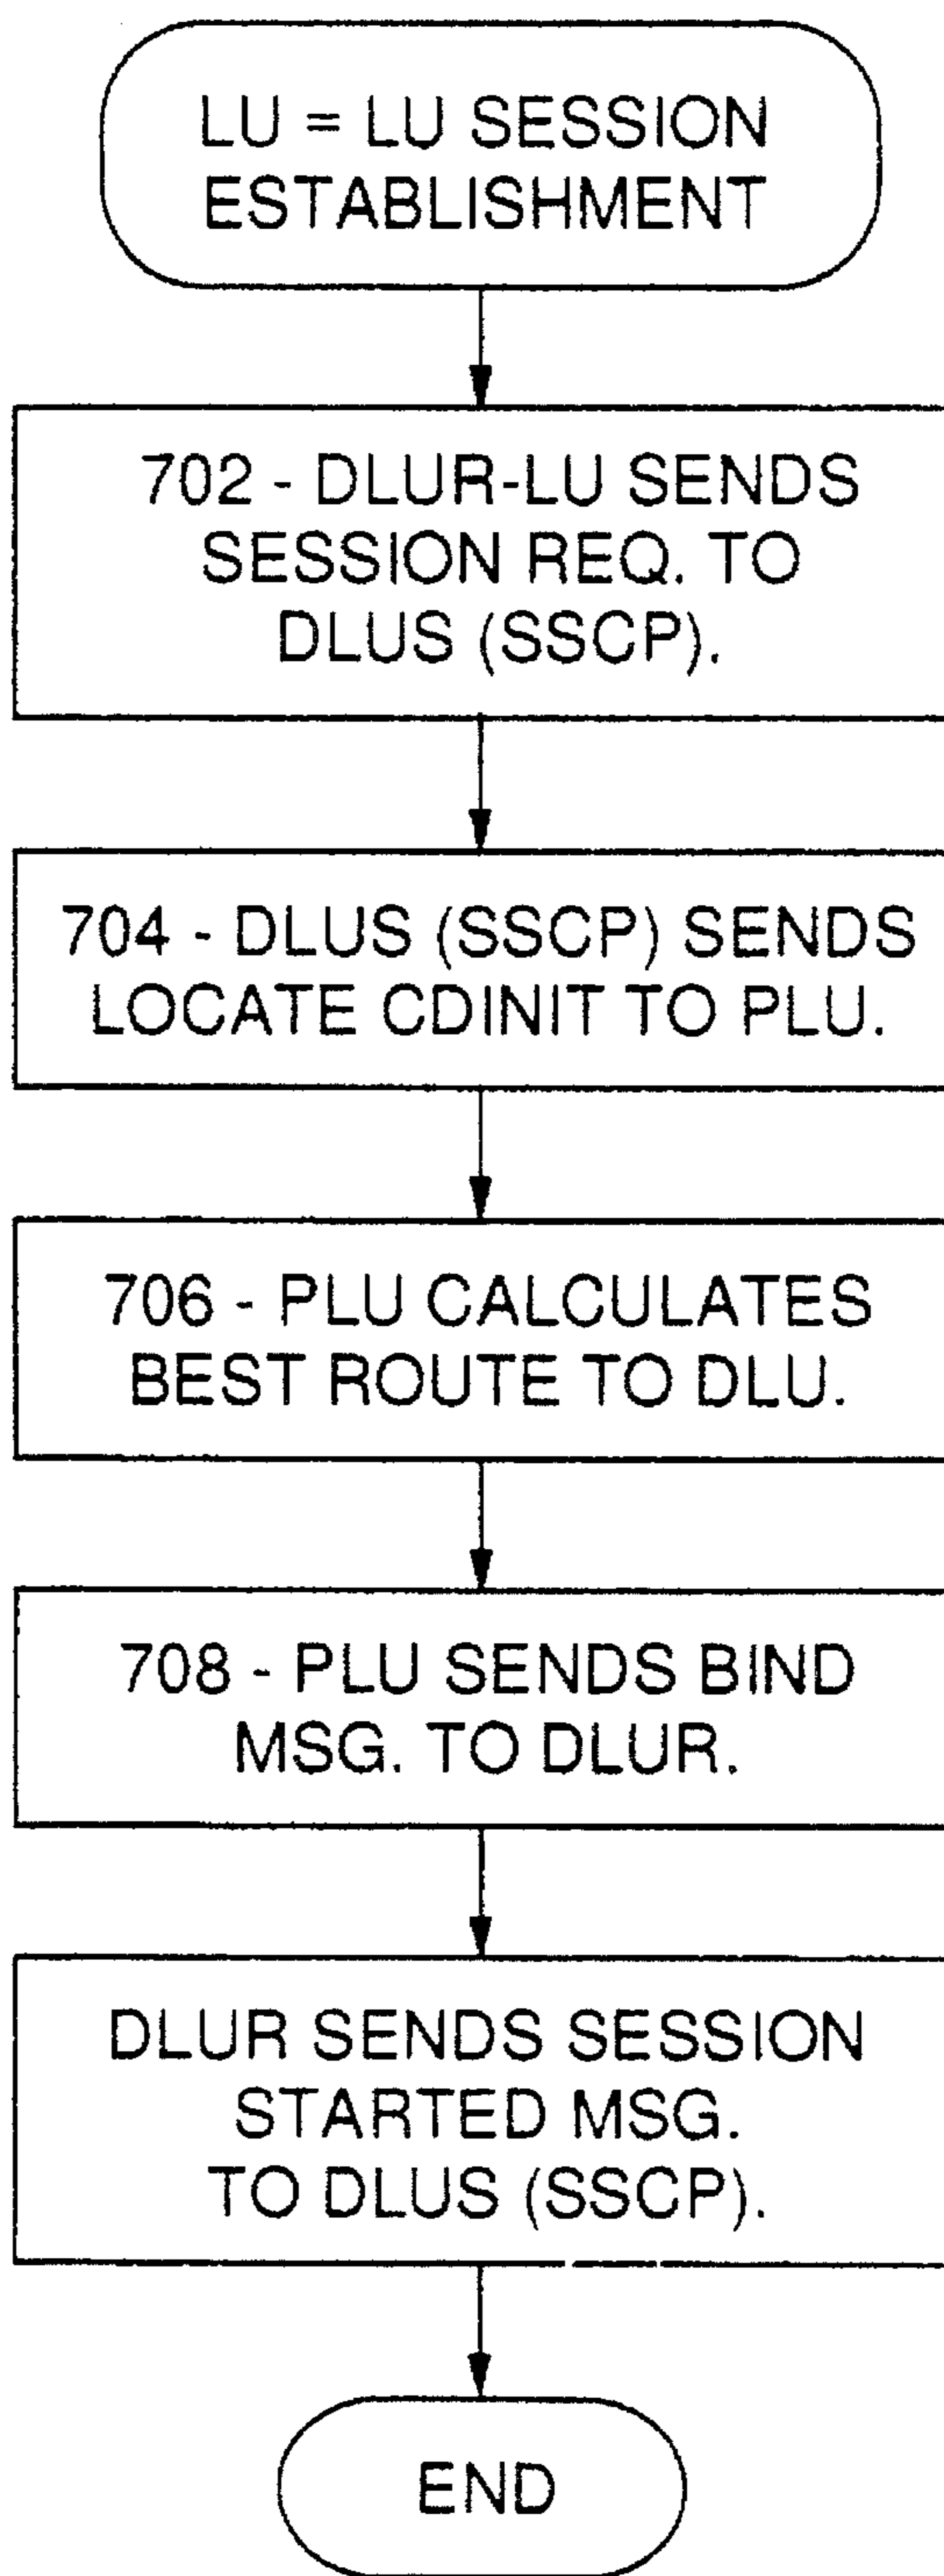 LU = LU SESSION
ESTABLISHMENT
702 - DLUR-LU SENDS
SESSION REQ. TO
DLUS (SSCP).
704 - DLUS (SSCP) SENDS
LOCATE CDINIT TO PLU.
706 - PLU CALCULATES
BEST ROUTE TO DLU.
708 - PLU SENDS BIND
MSG. TO DLUR.
DLUR SENDS SESSION
STARTED MSG.
TO DLUS (SSCP).
END